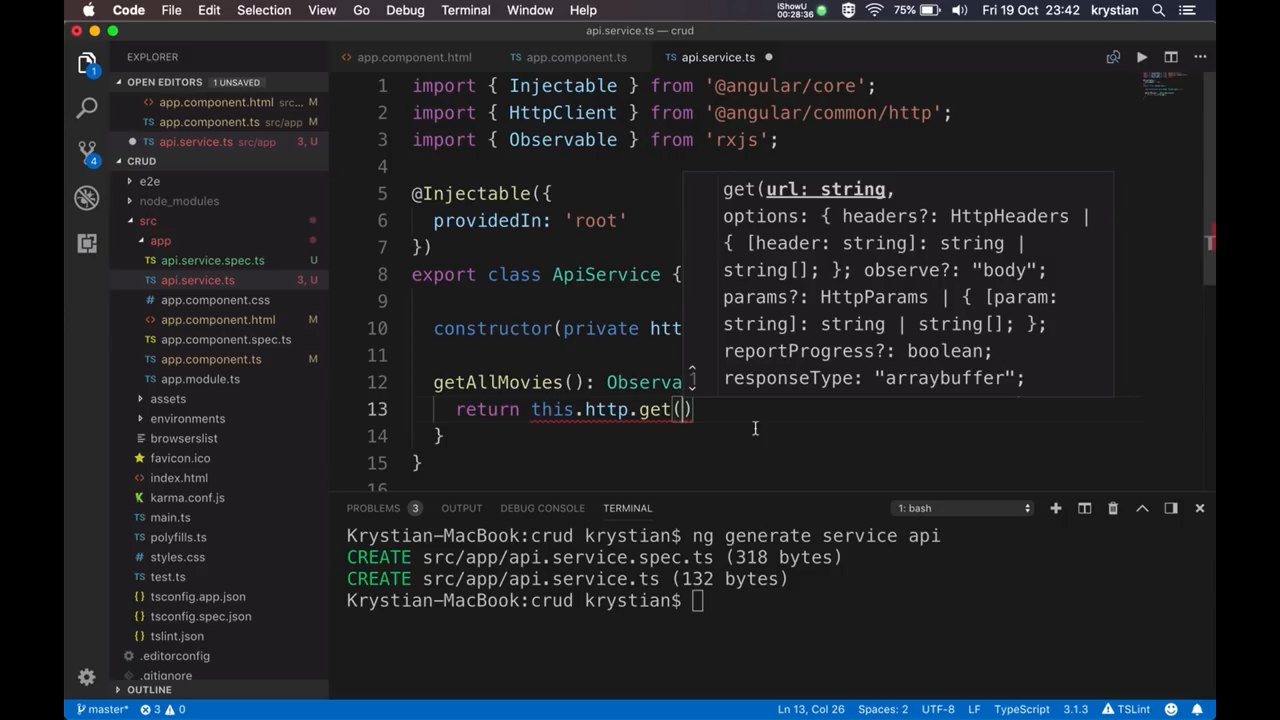 Code File Edit Selection View Go Debug Terminal Window Help iShowU 00:28:36 75% Fri 19 Oct 23:42 krystian
api.service.ts — crud
EXPLORER
app.component.html
app.component.ts
api.service.ts
OPEN EDITORS 1 UNSAVED
app.component.html src/... M
app.component.ts src/app M
api.service.ts src/app 3, U
CRUD
e2e
node_modules
src
app
api.service.spec.ts U
api.service.ts 3, U
app.component.css
app.component.html M
app.component.spec.ts
app.component.ts M
app.module.ts
assets
environments
browserslist
favicon.ico
index.html
karma.conf.js
main.ts
polyfills.ts
styles.css
test.ts
tsconfig.app.json
tsconfig.spec.json
tslint.json
.editorconfig
.gitignore
OUTLINE
1
4
1 import { Injectable } from '@angular/core';
2 import { HttpClient } from '@angular/common/http';
3 import { Observable } from 'rxjs';
4
5 @Injectable({
6 providedIn: 'root'
7 })
8 export class ApiService {
9
10 constructor(private htt
11
12 getAllMovies(): Observa
13 return this.http.get()
14 }
15 }
16
get(url: string,
options: { headers?: HttpHeaders |
{ [header: string]: string |
string[]; }; observe?: "body";
params?: HttpParams | { [param:
string]: string | string[]; };
reportProgress?: boolean;
responseType: "arraybuffer";
PROBLEMS 3 OUTPUT DEBUG CONSOLE TERMINAL 1: bash
Krystian-MacBook:crud krystian$ ng generate service api
CREATE src/app/api.service.spec.ts (318 bytes)
CREATE src/app/api.service.ts (132 bytes)
Krystian-MacBook:crud krystian$
master* 3 0 Ln 13, Col 26 Spaces: 2 UTF-8 LF TypeScript 3.1.3 TSLint